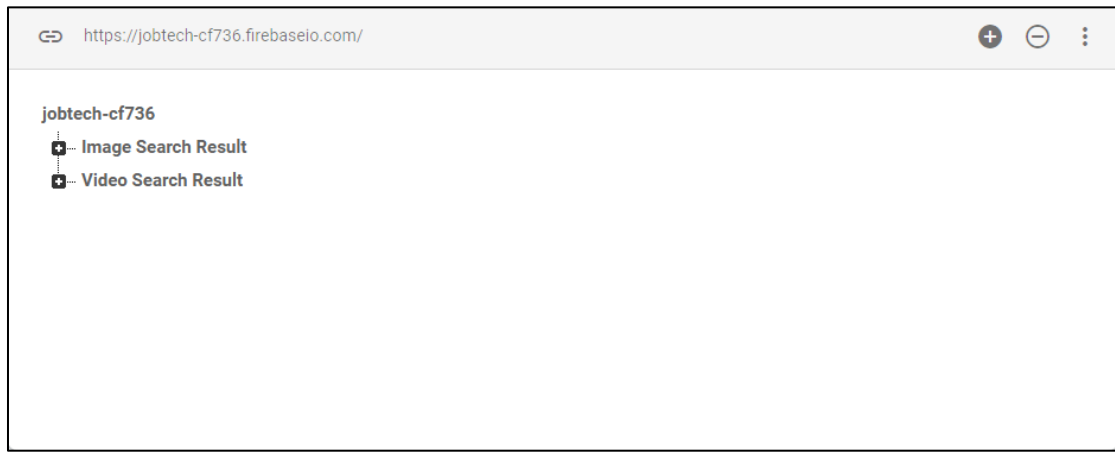 https://jobtech-cf736.firebaseio.com/
jobtech-cf736
Image Search Result
Video Search Result